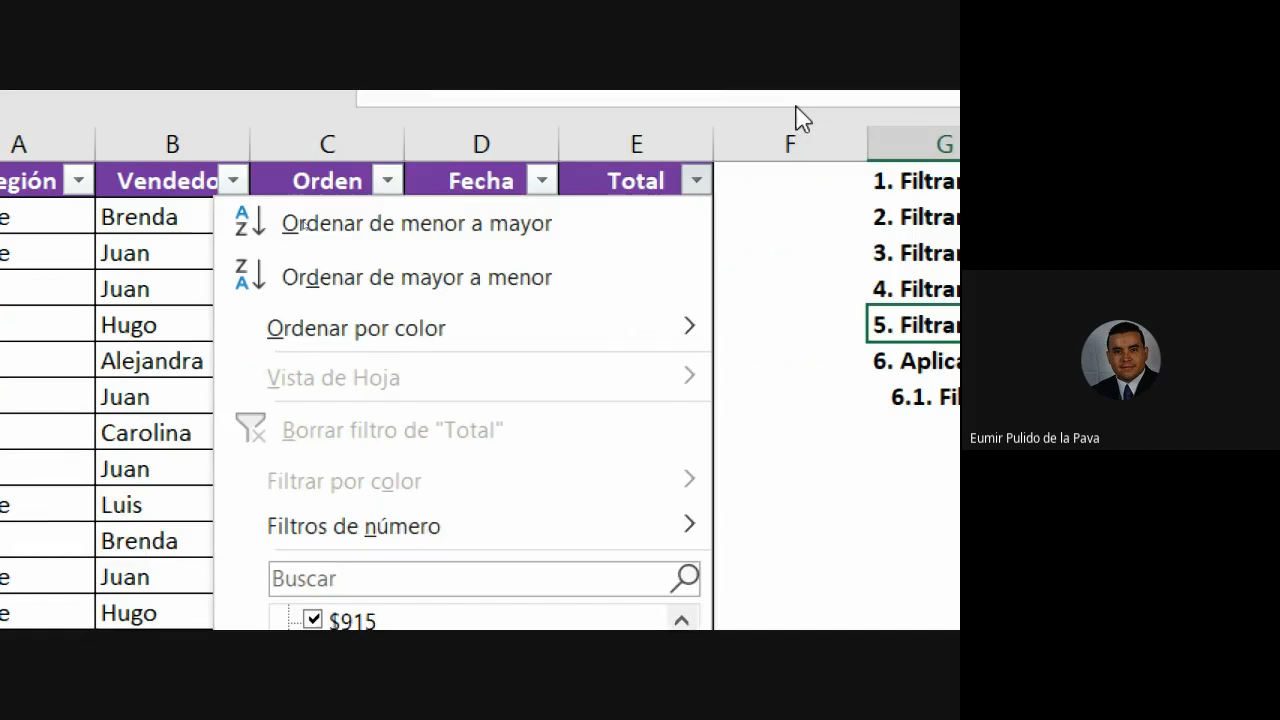 A B C D E F G
egión Vendedo Orden Fecha Total 1. Filtrar
e Brenda 2. Filtrar
e Juan 3. Filtrar
Juan 4. Filtrar
Hugo 5. Filtrar
Alejandra 6. Aplica
Juan 6.1. Fil
Carolina
Juan
e Luis
Brenda
e Juan
e Hugo
Ordenar de menor a mayor
Ordenar de mayor a menor
Ordenar por color
Vista de Hoja
Borrar filtro de "Total"
Filtrar por color
Filtros de número
Buscar
$915
Eumir Pulido de la Pava